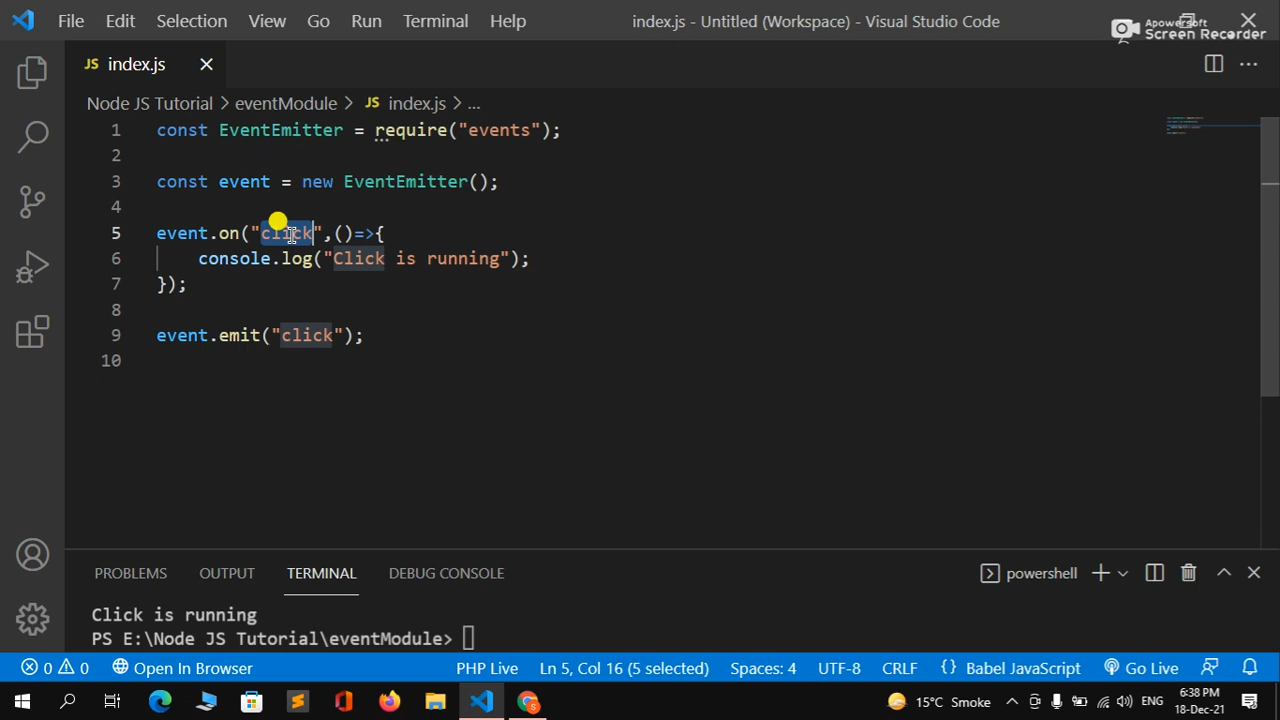 File Edit Selection View Go Run Terminal Help index.js - Untitled (Workspace) - Visual Studio Code
Apowersoft
Screen Recorder
JS index.js
Node JS Tutorial > eventModule > JS index.js > ...
1 const EventEmitter = require("events");
2
3 const event = new EventEmitter();
4
5 event.on("click",()=>{
6 console.log("Click is running");
7 });
8
9 event.emit("click");
10
PROBLEMS OUTPUT TERMINAL DEBUG CONSOLE powershell
Click is running
PS E:\Node JS Tutorial\eventModule>
0 0 Open In Browser PHP Live Ln 5, Col 16 (5 selected) Spaces: 4 UTF-8 CRLF {} Babel JavaScript Go Live
15°C Smoke ENG 6:38 PM
18-Dec-21